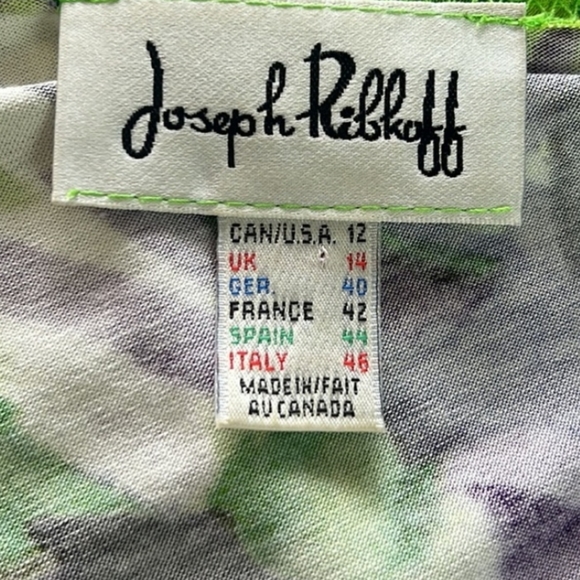 Joseph Ribkoff
CAN/U.S.A. 12
UK 14
GER. 40
FRANCE 42
SPAIN 44
ITALY 46
MADE IN/FAIT
AU CANADA